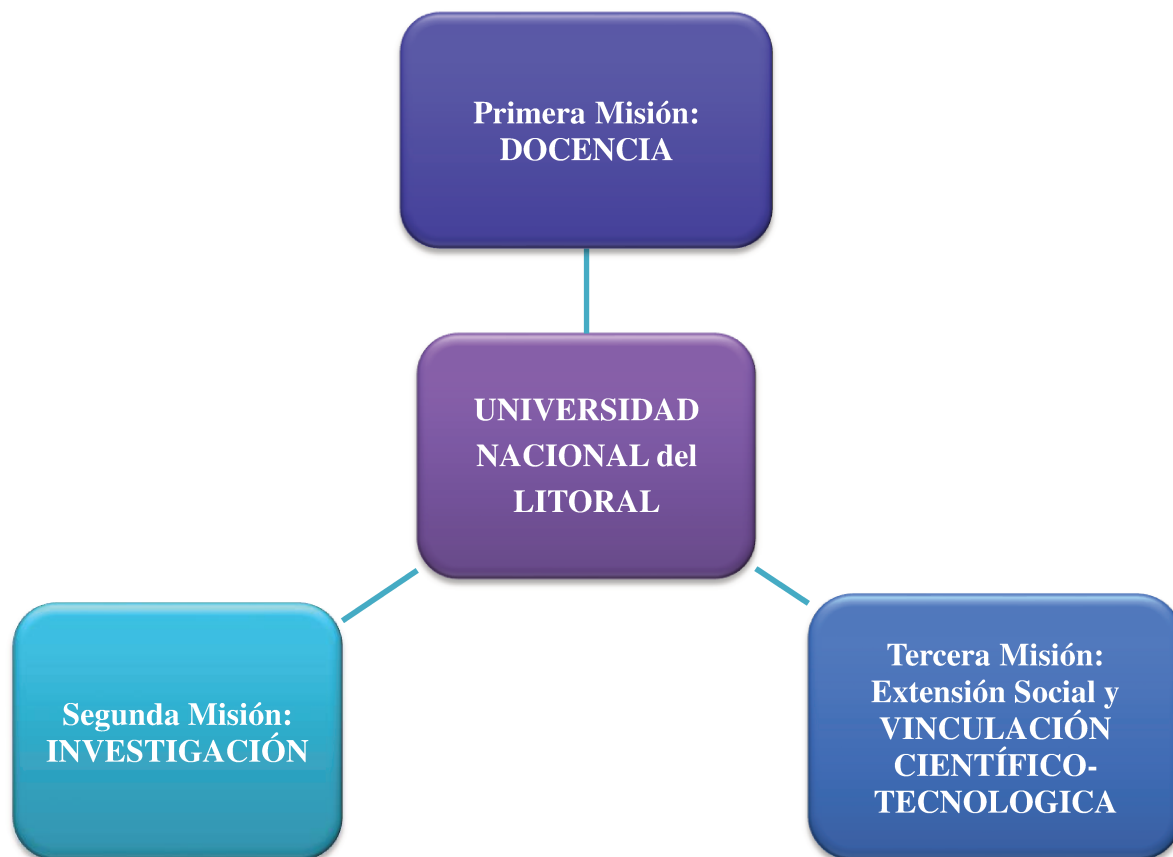 Primera Misión:
DOCENCIA
UNIVERSIDAD
NACIONAL del
LITORAL
Segunda Misión:
INVESTIGACIÓN
Tercera Misión:
Extensión Social y
VINCULACIÓN
CIENTÍFICO-
TECNOLOGICA